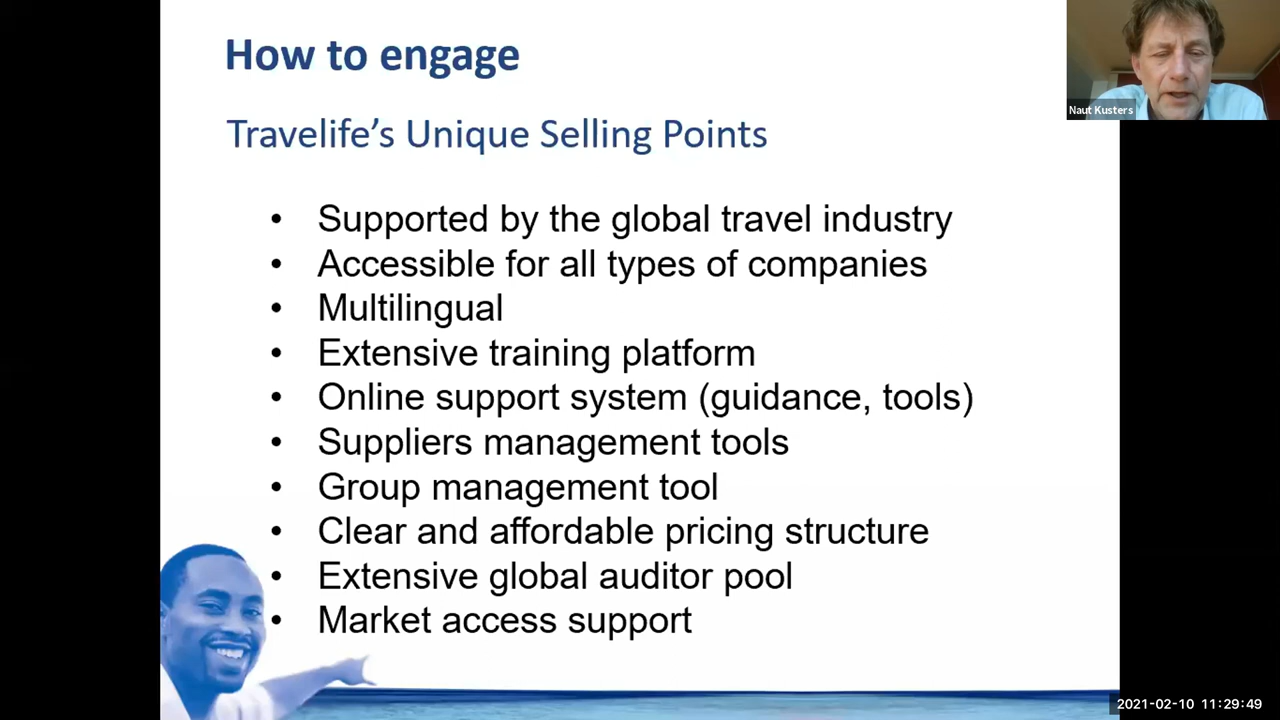 How to engage
Travelife’s Unique Selling Points
• Supported by the global travel industry
• Accessible for all types of companies
• Multilingual
• Extensive training platform
• Online support system (guidance, tools)
• Suppliers management tools
• Group management tool
• Clear and affordable pricing structure
• Extensive global auditor pool
• Market access support
Naut Kusters
2021-02-10 11:29:49